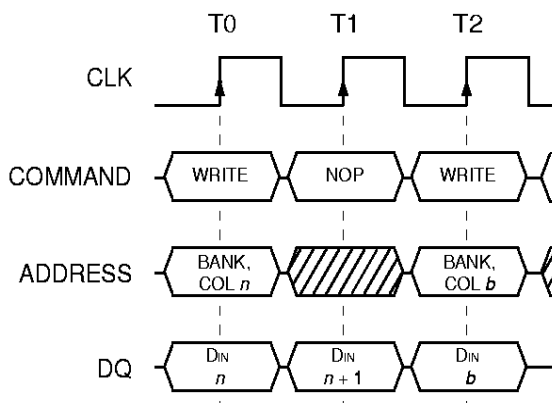 T0 T1 T2
CLK
COMMAND WRITE NOP WRITE
ADDRESS BANK, COL n BANK, COL b
DQ DIN n DIN n + 1 DIN b